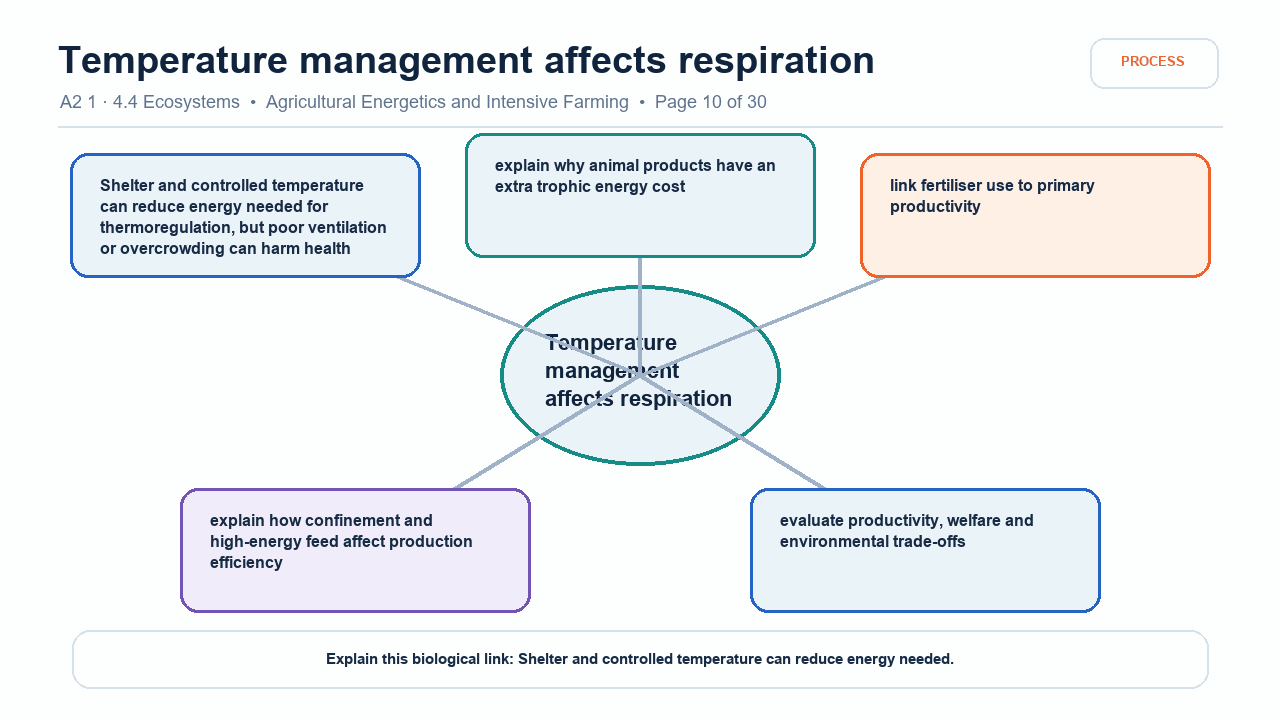 Temperature management affects respiration
PROCESS
A2 1 · 4.4 Ecosystems • Agricultural Energetics and Intensive Farming • Page 10 of 30
Shelter and controlled temperature
can reduce energy needed for
thermoregulation, but poor ventilation
or overcrowding can harm health
explain why animal products have an
extra trophic energy cost
link fertiliser use to primary
productivity
Temperature
management
affects respiration
explain how confinement and
high-energy feed affect production
efficiency
evaluate productivity, welfare and
environmental trade-offs
Explain this biological link: Shelter and controlled temperature can reduce energy needed.